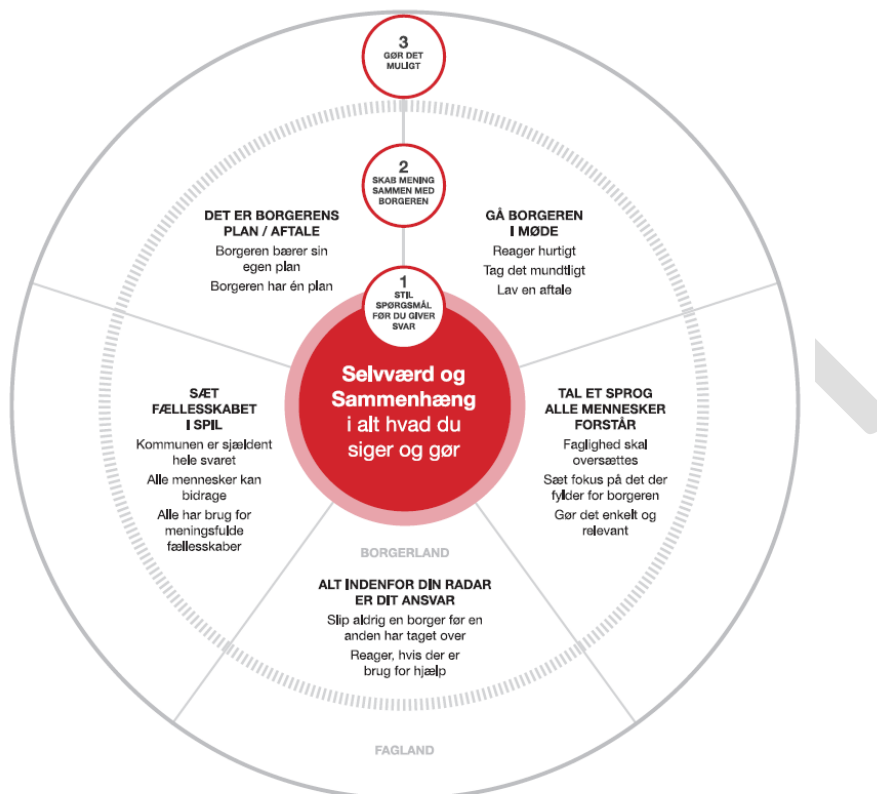 3
GØR DET
MULIGT
2
SKAB MENING
SAMMEN MED
BORGEREN
DET ER BORGERENS
PLAN / AFTALE
Borgeren bærer sin
egen plan
Borgeren har én plan
GÅ BORGEREN
I MØDE
Reager hurtigt
Tag det mundtligt
Lav en aftale
1
STIL
SPØRGSMÅL
FØR DU GIVER
SVAR
Selvværd og
Sammenhæng
i alt hvad du
siger og gør
SÆT
FÆLLESSKABET
I SPIL
Kommunen er sjældent
hele svaret
Alle mennesker kan
bidrage
Alle har brug for
meningsfulde
fællesskaber
TAL ET SPROG
ALLE MENNESKER
FORSTÅR
Faglighed skal
oversættes
Sæt fokus på det der
fylder for borgeren
Gør det enkelt og
relevant
BORGERLAND
ALT INDENFOR DIN RADAR
ER DIT ANSVAR
Slip aldrig en borger før en
anden har taget over
Reager, hvis der er
brug for hjælp
FAGLAND